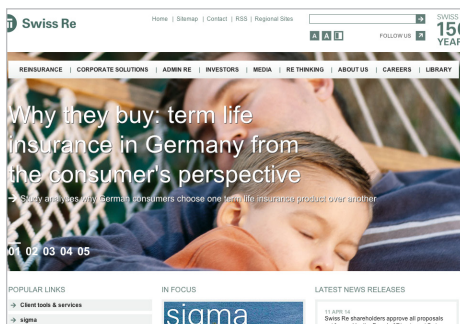 Swiss Re
Home | Sitemap | Contact | RSS | Regional Sites
A A
FOLLOW US
SWISS
150
YEAR
REINSURANCE | CORPORATE SOLUTIONS | ADMIN RE | INVESTORS | MEDIA | RE THINKING | ABOUT US | CAREERS | LIBRARY
Why they buy: term life
insurance in Germany from
the consumer's perspective
→ Study analyses why German consumers choose one term life insurance product over another
01 02 03 04 05
POPULAR LINKS
→ Client tools & services
→ sigma
IN FOCUS
sigma
LATEST NEWS RELEASES
11 APR 14
Swiss Re shareholders approve all proposals